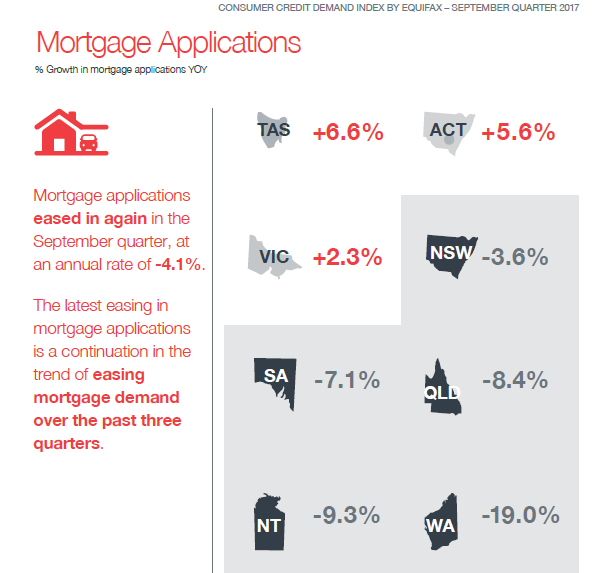 CONSUMER CREDIT DEMAND INDEX BY EQUIFAX – SEPTEMBER QUARTER 2017
Mortgage Applications
% Growth in mortgage applications YOY
Mortgage applications
eased in again in the
September quarter, at
an annual rate of -4.1%.
The latest easing in
mortgage applications
is a continuation in the
trend of easing
mortgage demand
over the past three
quarters.
TAS +6.6%
ACT +5.6%
VIC +2.3%
NSW -3.6%
SA -7.1%
QLD -8.4%
NT -9.3%
WA -19.0%